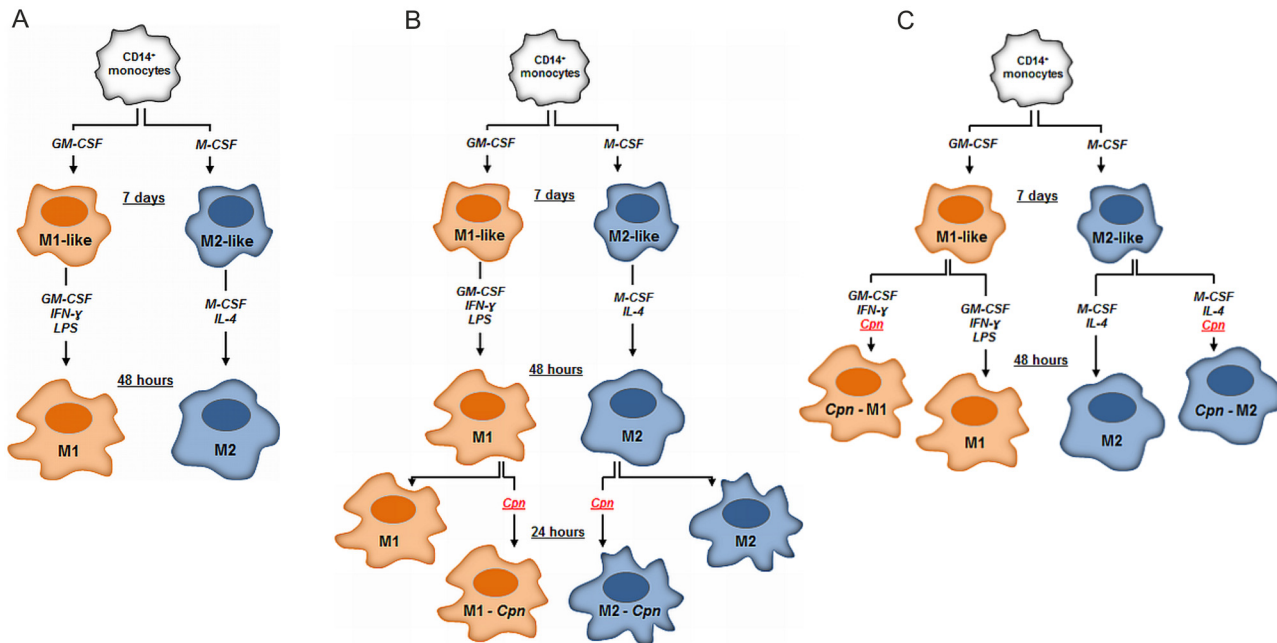 A
CD14+
monocytes
GM-CSF
M-CSF
7 days
M1-like
M2-like
GM-CSF
IFN-ɣ
LPS
M-CSF
IL-4
48 hours
M1
M2
B
CD14+
monocytes
GM-CSF
M-CSF
7 days
M1-like
M2-like
GM-CSF
IFN-ɣ
LPS
M-CSF
IL-4
48 hours
M1
M2
Cpn
Cpn
M1
24 hours
M2
M1 - Cpn
M2 - Cpn
C
CD14+
monocytes
GM-CSF
M-CSF
7 days
M1-like
M2-like
GM-CSF
IFN-ɣ
Cpn
GM-CSF
IFN-ɣ
LPS
M-CSF
IL-4
M-CSF
IL-4
Cpn
48 hours
Cpn - M1
M1
M2
Cpn - M2